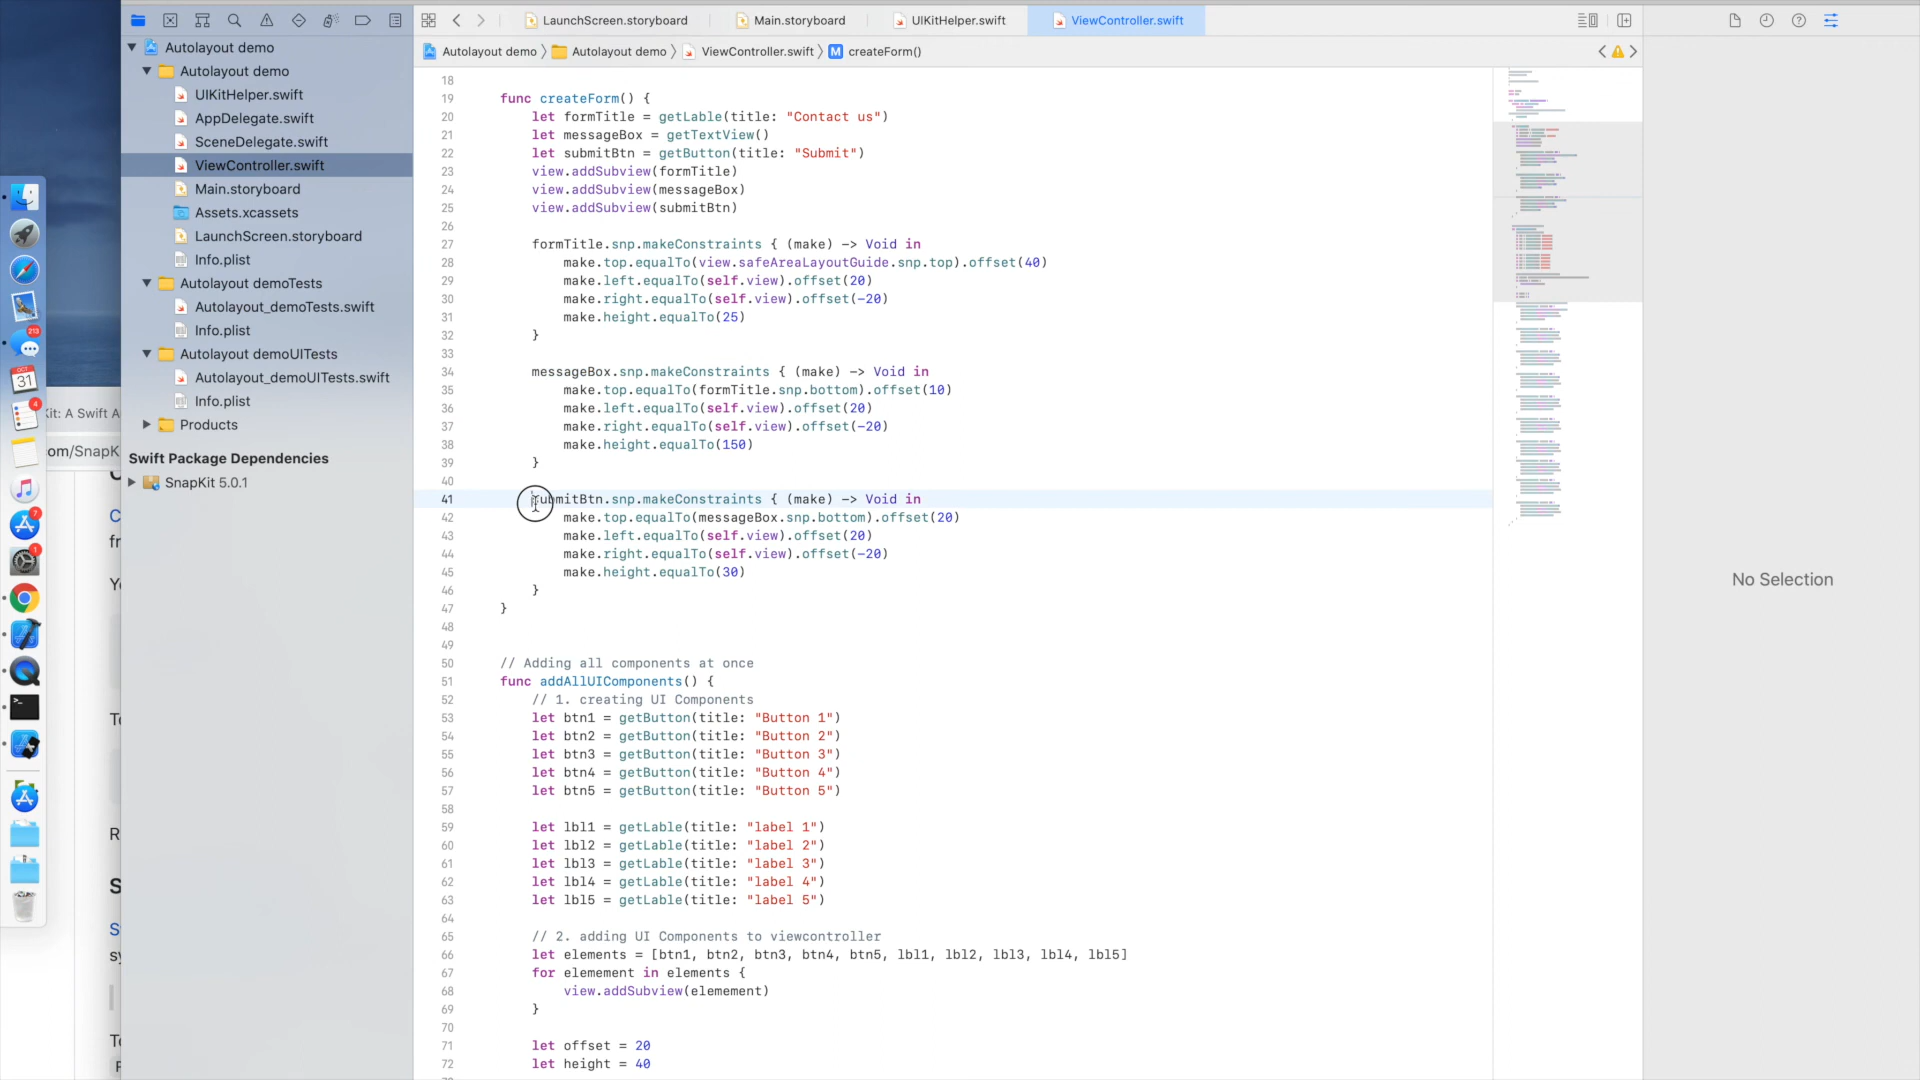 LaunchScreen.storyboard
Main.storyboard
UIKitHelper.swift
ViewController.swift
Autolayout demo
Autolayout demo
ViewController.swift
M
createForm()
Autolayout demo
Autolayout demo
UIKitHelper.swift
AppDelegate.swift
SceneDelegate.swift
ViewController.swift
Main.storyboard
Assets.xcassets
LaunchScreen.storyboard
Info.plist
Autolayout demoTests
Autolayout_demoTests.swift
Info.plist
Autolayout demoUITests
Autolayout_demoUITests.swift
Info.plist
Products
Swift Package Dependencies
SnapKit 5.0.1
213
OCT
31
4
7
1
Kit: A Swift A
om/SnapK
18
19 func createForm() {
20 let formTitle = getLable(title: "Contact us")
21 let messageBox = getTextView()
22 let submitBtn = getButton(title: "Submit")
23 view.addSubview(formTitle)
24 view.addSubview(messageBox)
25 view.addSubview(submitBtn)
26
27 formTitle.snp.makeConstraints { (make) -> Void in
28 make.top.equalTo(view.safeAreaLayoutGuide.snp.top).offset(40)
29 make.left.equalTo(self.view).offset(20)
30 make.right.equalTo(self.view).offset(-20)
31 make.height.equalTo(25)
32 }
33
34 messageBox.snp.makeConstraints { (make) -> Void in
35 make.top.equalTo(formTitle.snp.bottom).offset(10)
36 make.left.equalTo(self.view).offset(20)
37 make.right.equalTo(self.view).offset(-20)
38 make.height.equalTo(150)
39 }
40
41 submitBtn.snp.makeConstraints { (make) -> Void in
42 make.top.equalTo(messageBox.snp.bottom).offset(20)
43 make.left.equalTo(self.view).offset(20)
44 make.right.equalTo(self.view).offset(-20)
45 make.height.equalTo(30)
46 }
47 }
48
49
50 // Adding all components at once
51 func addAllUIComponents() {
52 // 1. creating UI Components
53 let btn1 = getButton(title: "Button 1")
54 let btn2 = getButton(title: "Button 2")
55 let btn3 = getButton(title: "Button 3")
56 let btn4 = getButton(title: "Button 4")
57 let btn5 = getButton(title: "Button 5")
58
59 let lbl1 = getLable(title: "label 1")
60 let lbl2 = getLable(title: "label 2")
61 let lbl3 = getLable(title: "label 3")
62 let lbl4 = getLable(title: "label 4")
63 let lbl5 = getLable(title: "label 5")
64
65 // 2. adding UI Components to viewcontroller
66 let elements = [btn1, btn2, btn3, btn4, btn5, lbl1, lbl2, lbl3, lbl4, lbl5]
67 for elemement in elements {
68 view.addSubview(elemement)
69 }
70
71 let offset = 20
72 let height = 40
No Selection